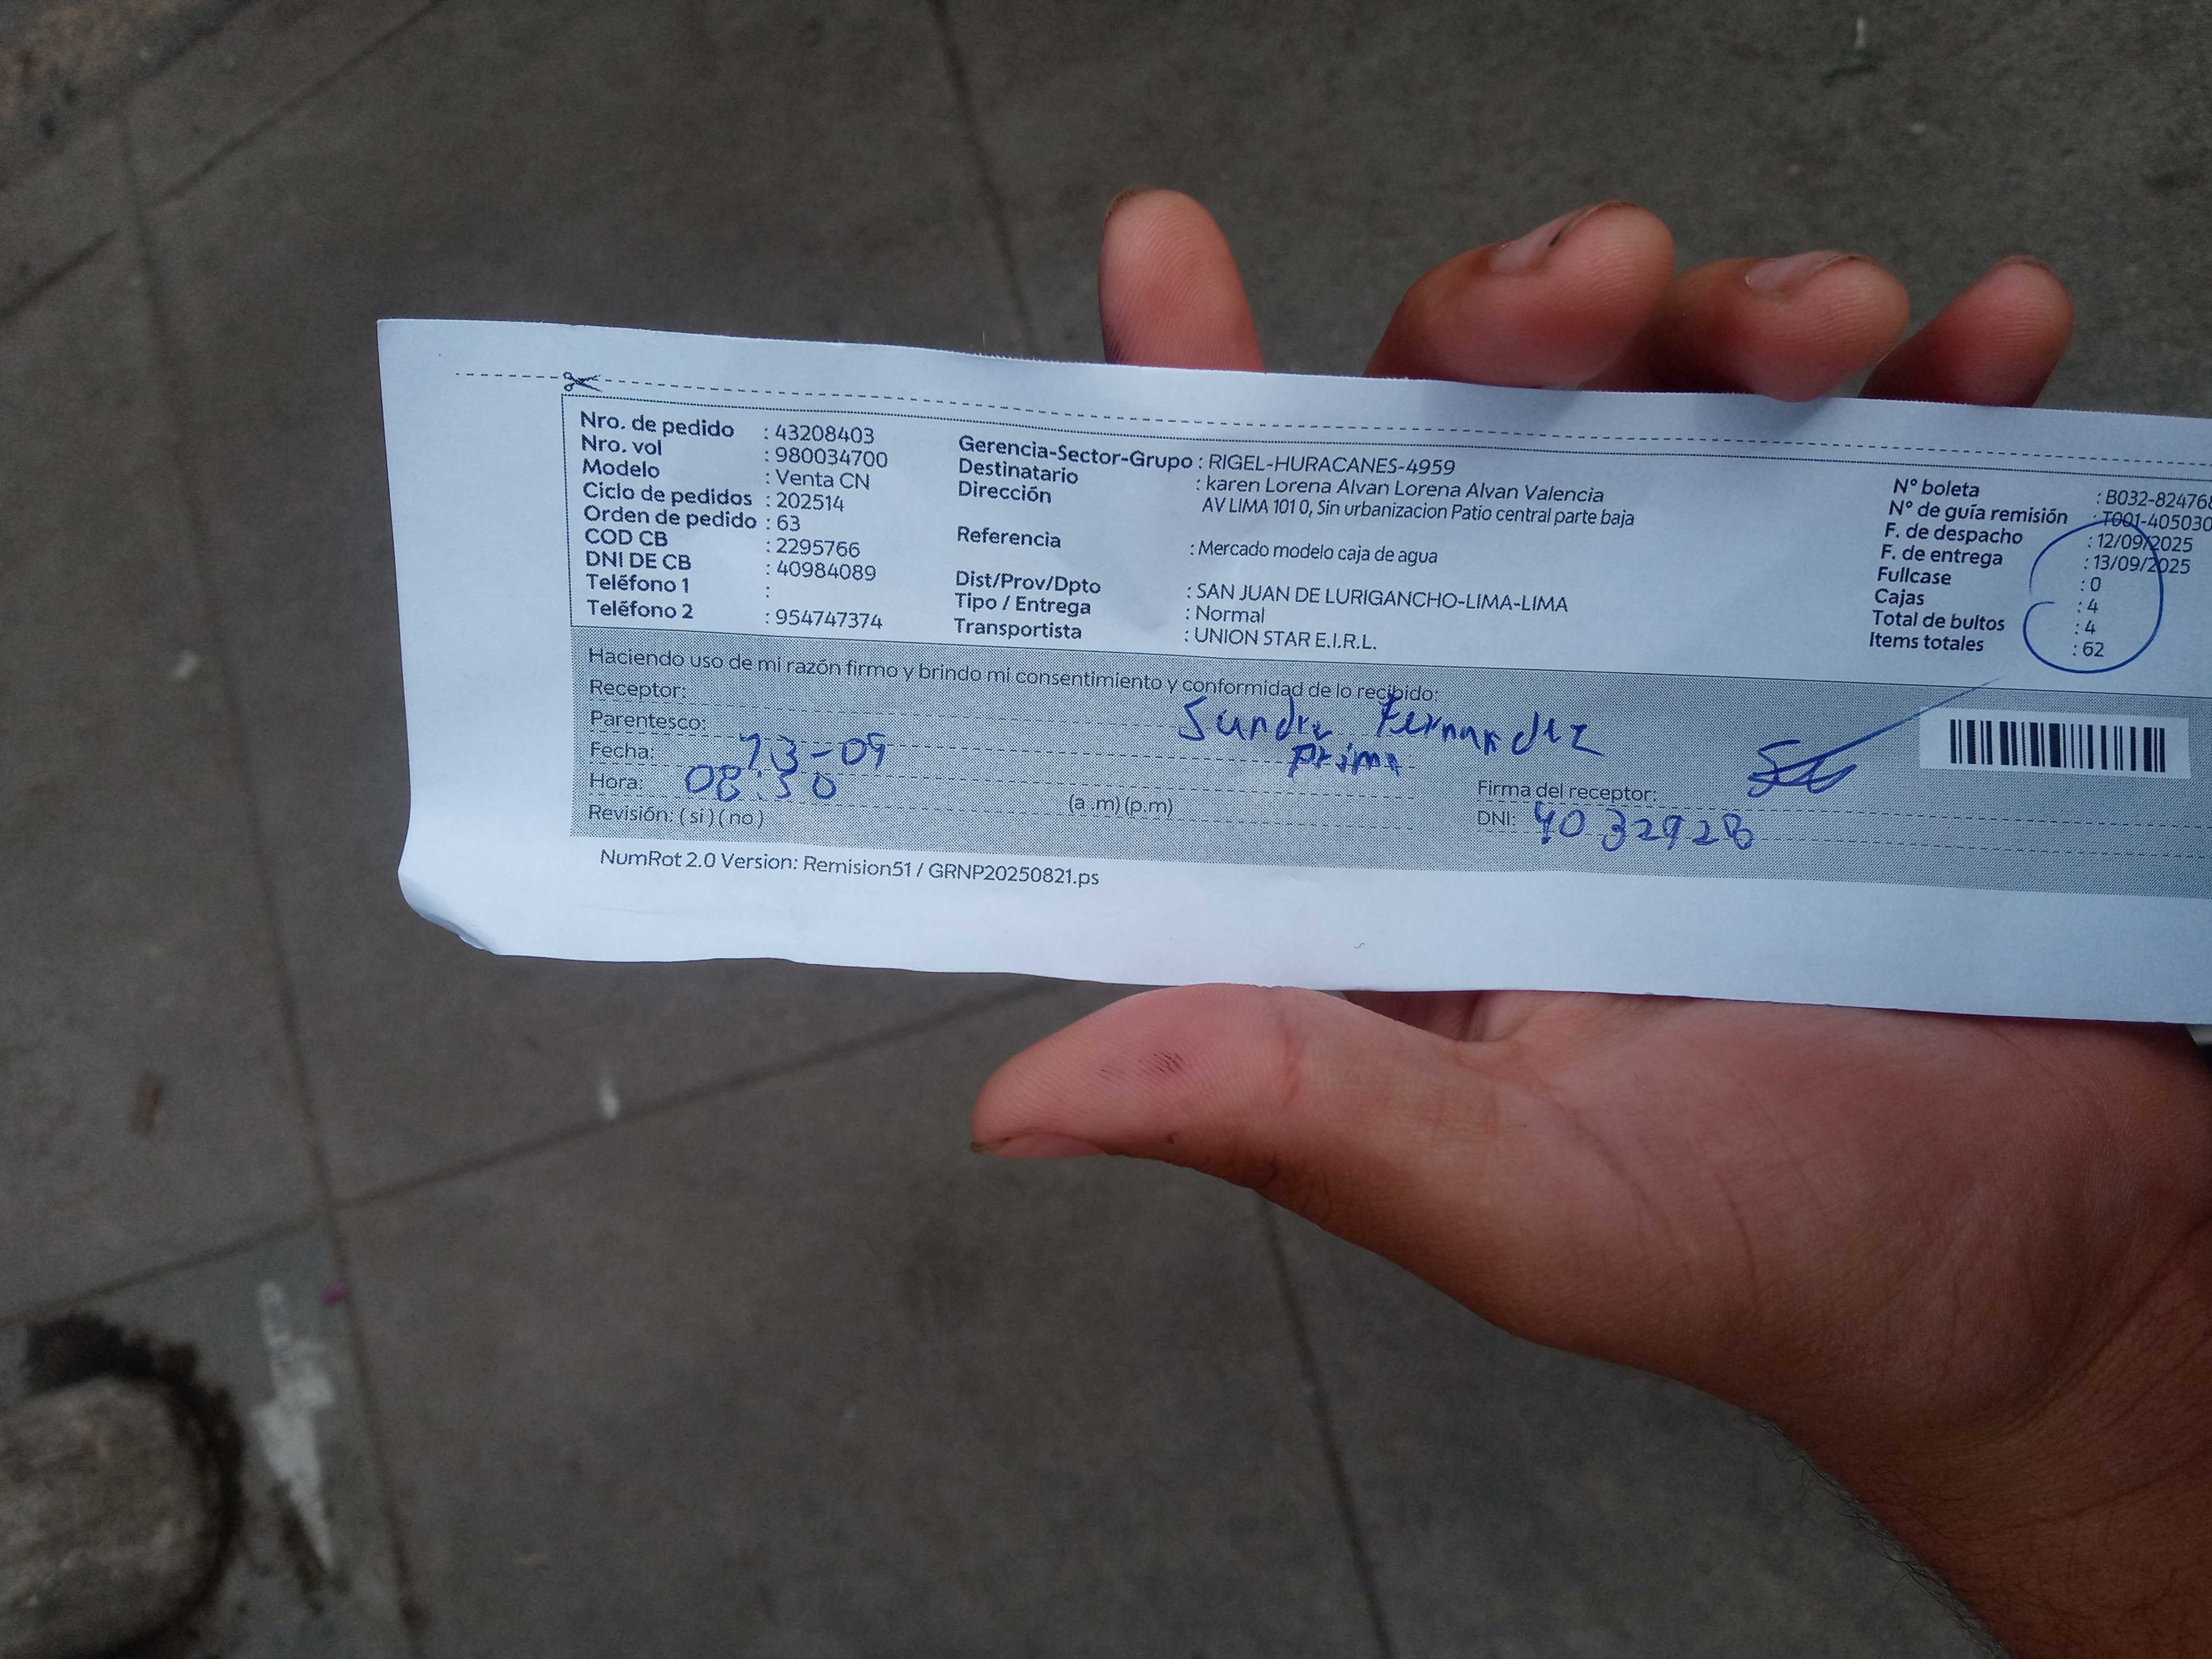 Nro. de pedido : 43208403
Nro. vol : 980034700
Modelo : Venta CN
Ciclo de pedidos : 202514
Orden de pedido : 63
COD CB : 2295766
DNI DE CB : 40984089
Teléfono 1 :
Teléfono 2 : 954747374
Gerencia-Sector-Grupo : RIGEL-HURACANES-4959
Destinatario : karen Lorena Alvan Lorena Alvan Valencia
Dirección AV LIMA 1010, Sin urbanizacion Patio central parte baja
Referencia : Mercado modelo caja de agua
Dist/Prov/Dpto : SAN JUAN DE LURIGANCHO-LIMA-LIMA
Tipo / Entrega : Normal
Transportista : UNION STAR E.I.R.L.
N° boleta : B032-82476
N° de guía remisión : T001-405030
F. de despacho : 12/09/2025
F. de entrega : 13/09/2025
Fullcase : 0
Cajas : 4
Total de bultos : 4
Items totales : 62
Haciendo uso de mi razón firmo y brindo mi consentimiento y conformidad de lo recibido:
Receptor: Sandra Fernandez
Parentesco: prima
Fecha: 13-09
Hora: 08:50 (a .m) (p.m)
Revisión: ( si ) ( no )
Firma del receptor:
DNI: 4032928
NumRot 2.0 Version: Remision51 / GRNP20250821.ps